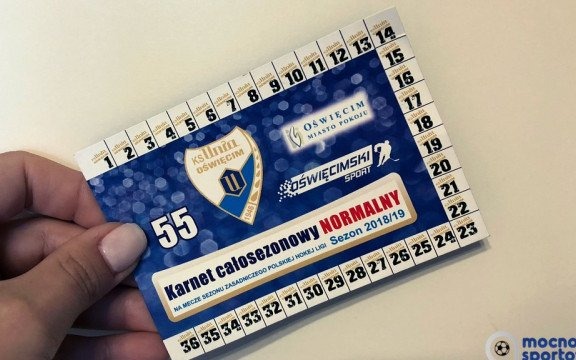 1 2 3 4 5 6 7 8 9 10 11 12 13 14
15
16
17
18
19
20
21
22
23
36 35 34 33 32 31 30 29 28 27 26 25 24
KS Unia
OŚWIĘCIM
1946
OŚWIĘCIM
MIASTO POKOJU
OŚWIĘCIMSKI
SPORT
55
Karnet całosezonowy NORMALNY
NA MECZE SEZONU ZASADNICZEGO POLSKIEJ HOKEJ LIGI Sezon 2018/19
mocno
sporto